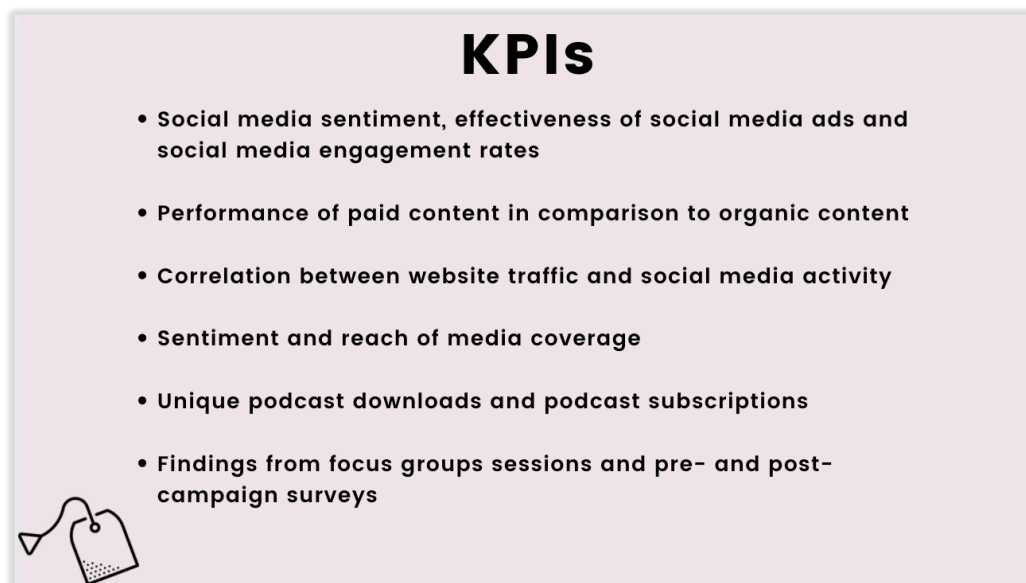 KPIs
• Social media sentiment, effectiveness of social media ads and
social media engagement rates
• Performance of paid content in comparison to organic content
• Correlation between website traffic and social media activity
• Sentiment and reach of media coverage
• Unique podcast downloads and podcast subscriptions
• Findings from focus groups sessions and pre- and post-
campaign surveys